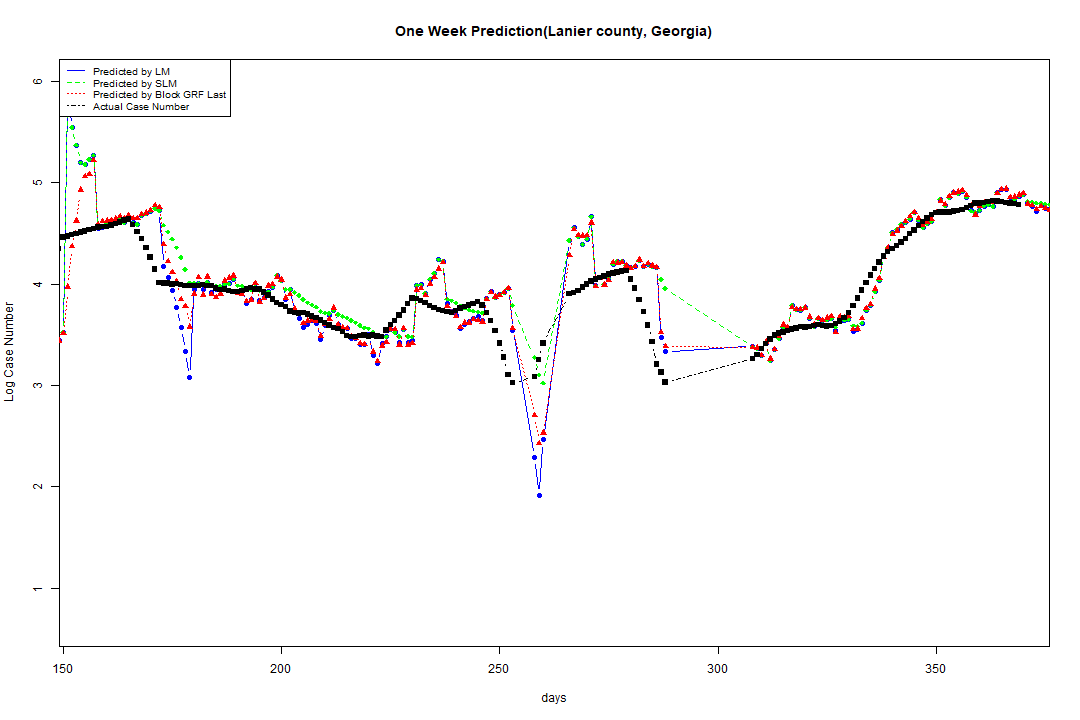 One Week Prediction(Lanier county, Georgia)
Predicted by LM
Predicted by SLM
Predicted by Block GRF Last
Actual Case Number
6
5
4
3
2
1
Log Case Number
150 200 250 300 350
days